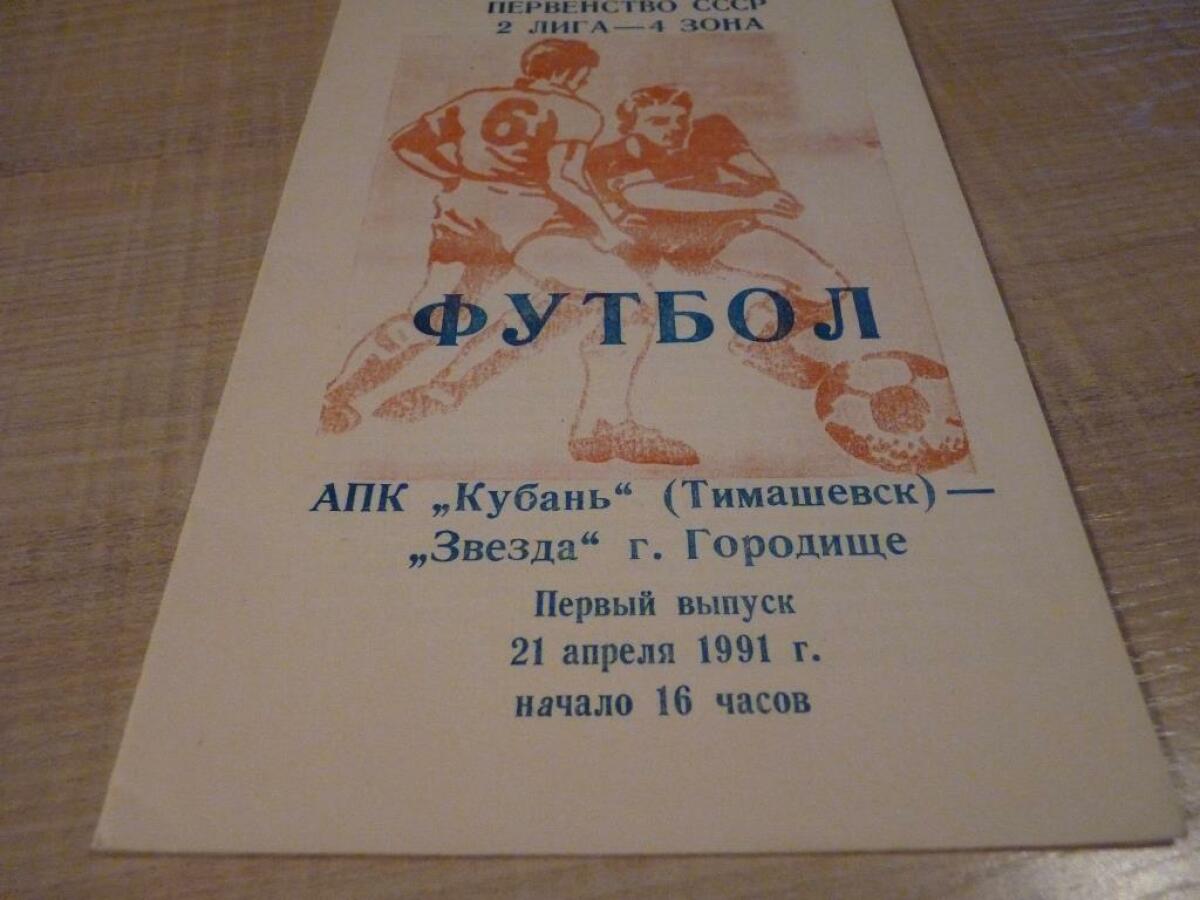 ПЕРВЕНСТВО СССР
2 ЛИГА—4 ЗОНА
6
ФУТБОЛ
АПК „Кубань“ (Тимашевск)—
„Звезда“ г. Городище
Первый выпуск
21 апреля 1991 г.
начало 16 часов